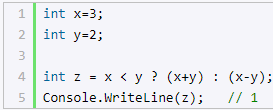 1 int x=3;
2 int y=2;
3
4 int z = x < y ? (x+y) : (x-y);
5 Console.WriteLine(z);   // 1